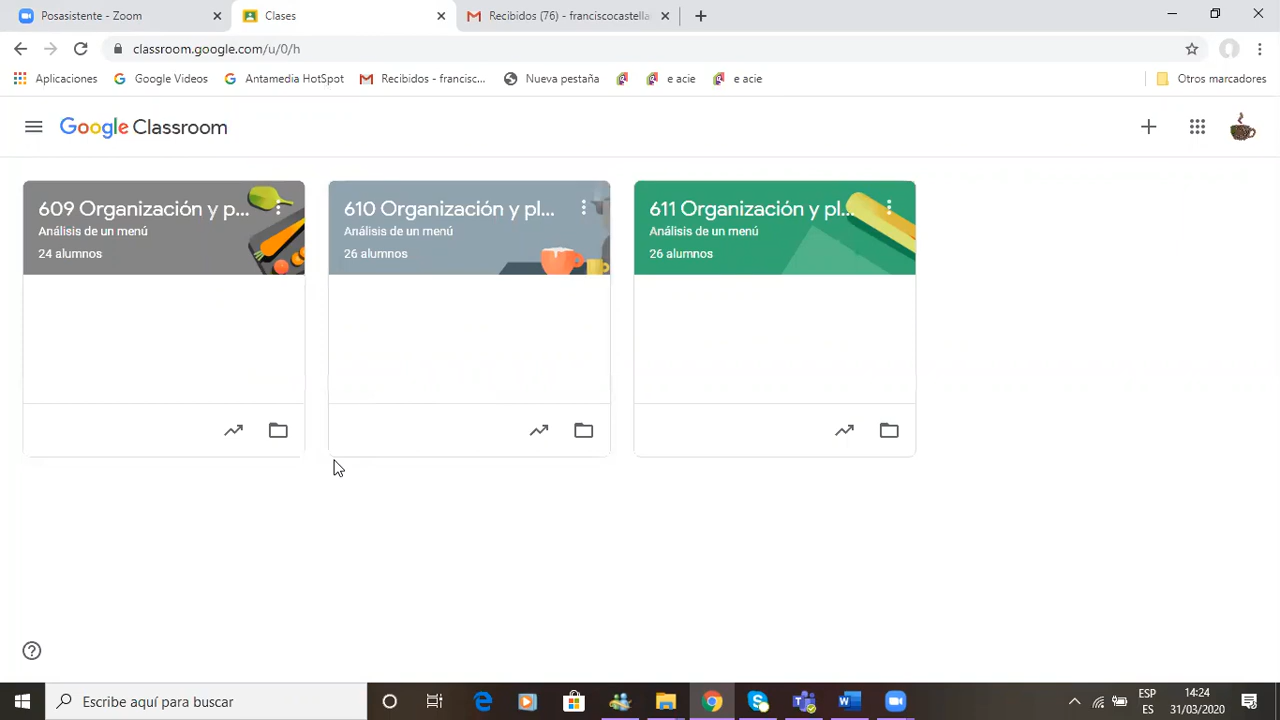 Posasistente - Zoom
Clases
Recibidos (76) - franciscocastella
classroom.google.com/u/0/h
Aplicaciones
Google Videos
Antamedia HotSpot
Recibidos - francisc...
Nueva pestaña
e acie
e acie
Otros marcadores
Google Classroom
609 Organización y p...
Análisis de un menú
24 alumnos
610 Organización y pl...
Análisis de un menú
26 alumnos
611 Organización y pl...
Análisis de un menú
26 alumnos
Escribe aquí para buscar
ESP
ES
14:24
31/03/2020